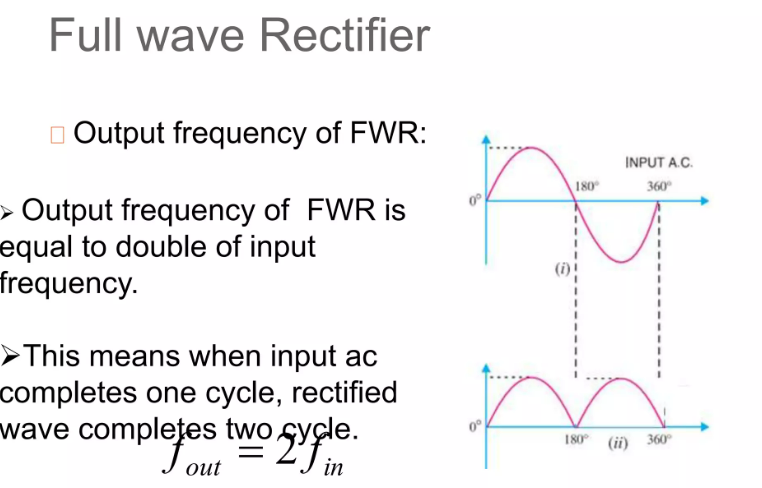 Full wave Rectifier
Output frequency of FWR:
➢ Output frequency of FWR is
equal to double of input
frequency.
➢This means when input ac
completes one cycle, rectified
wave completes two cycle.
f out = 2 f in
INPUT A.C.
0° 180° 360°
(i)
0° 180° (ii) 360°